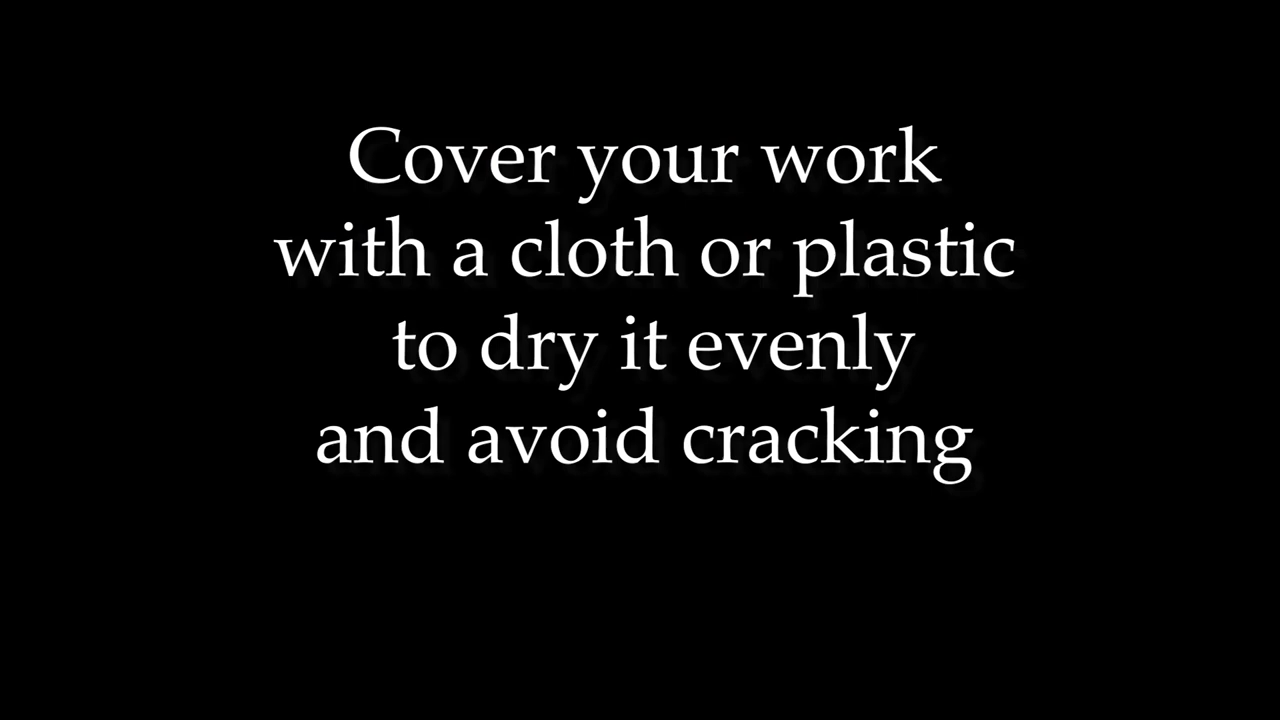 Cover your work
with a cloth or plastic
to dry it evenly
and avoid cracking